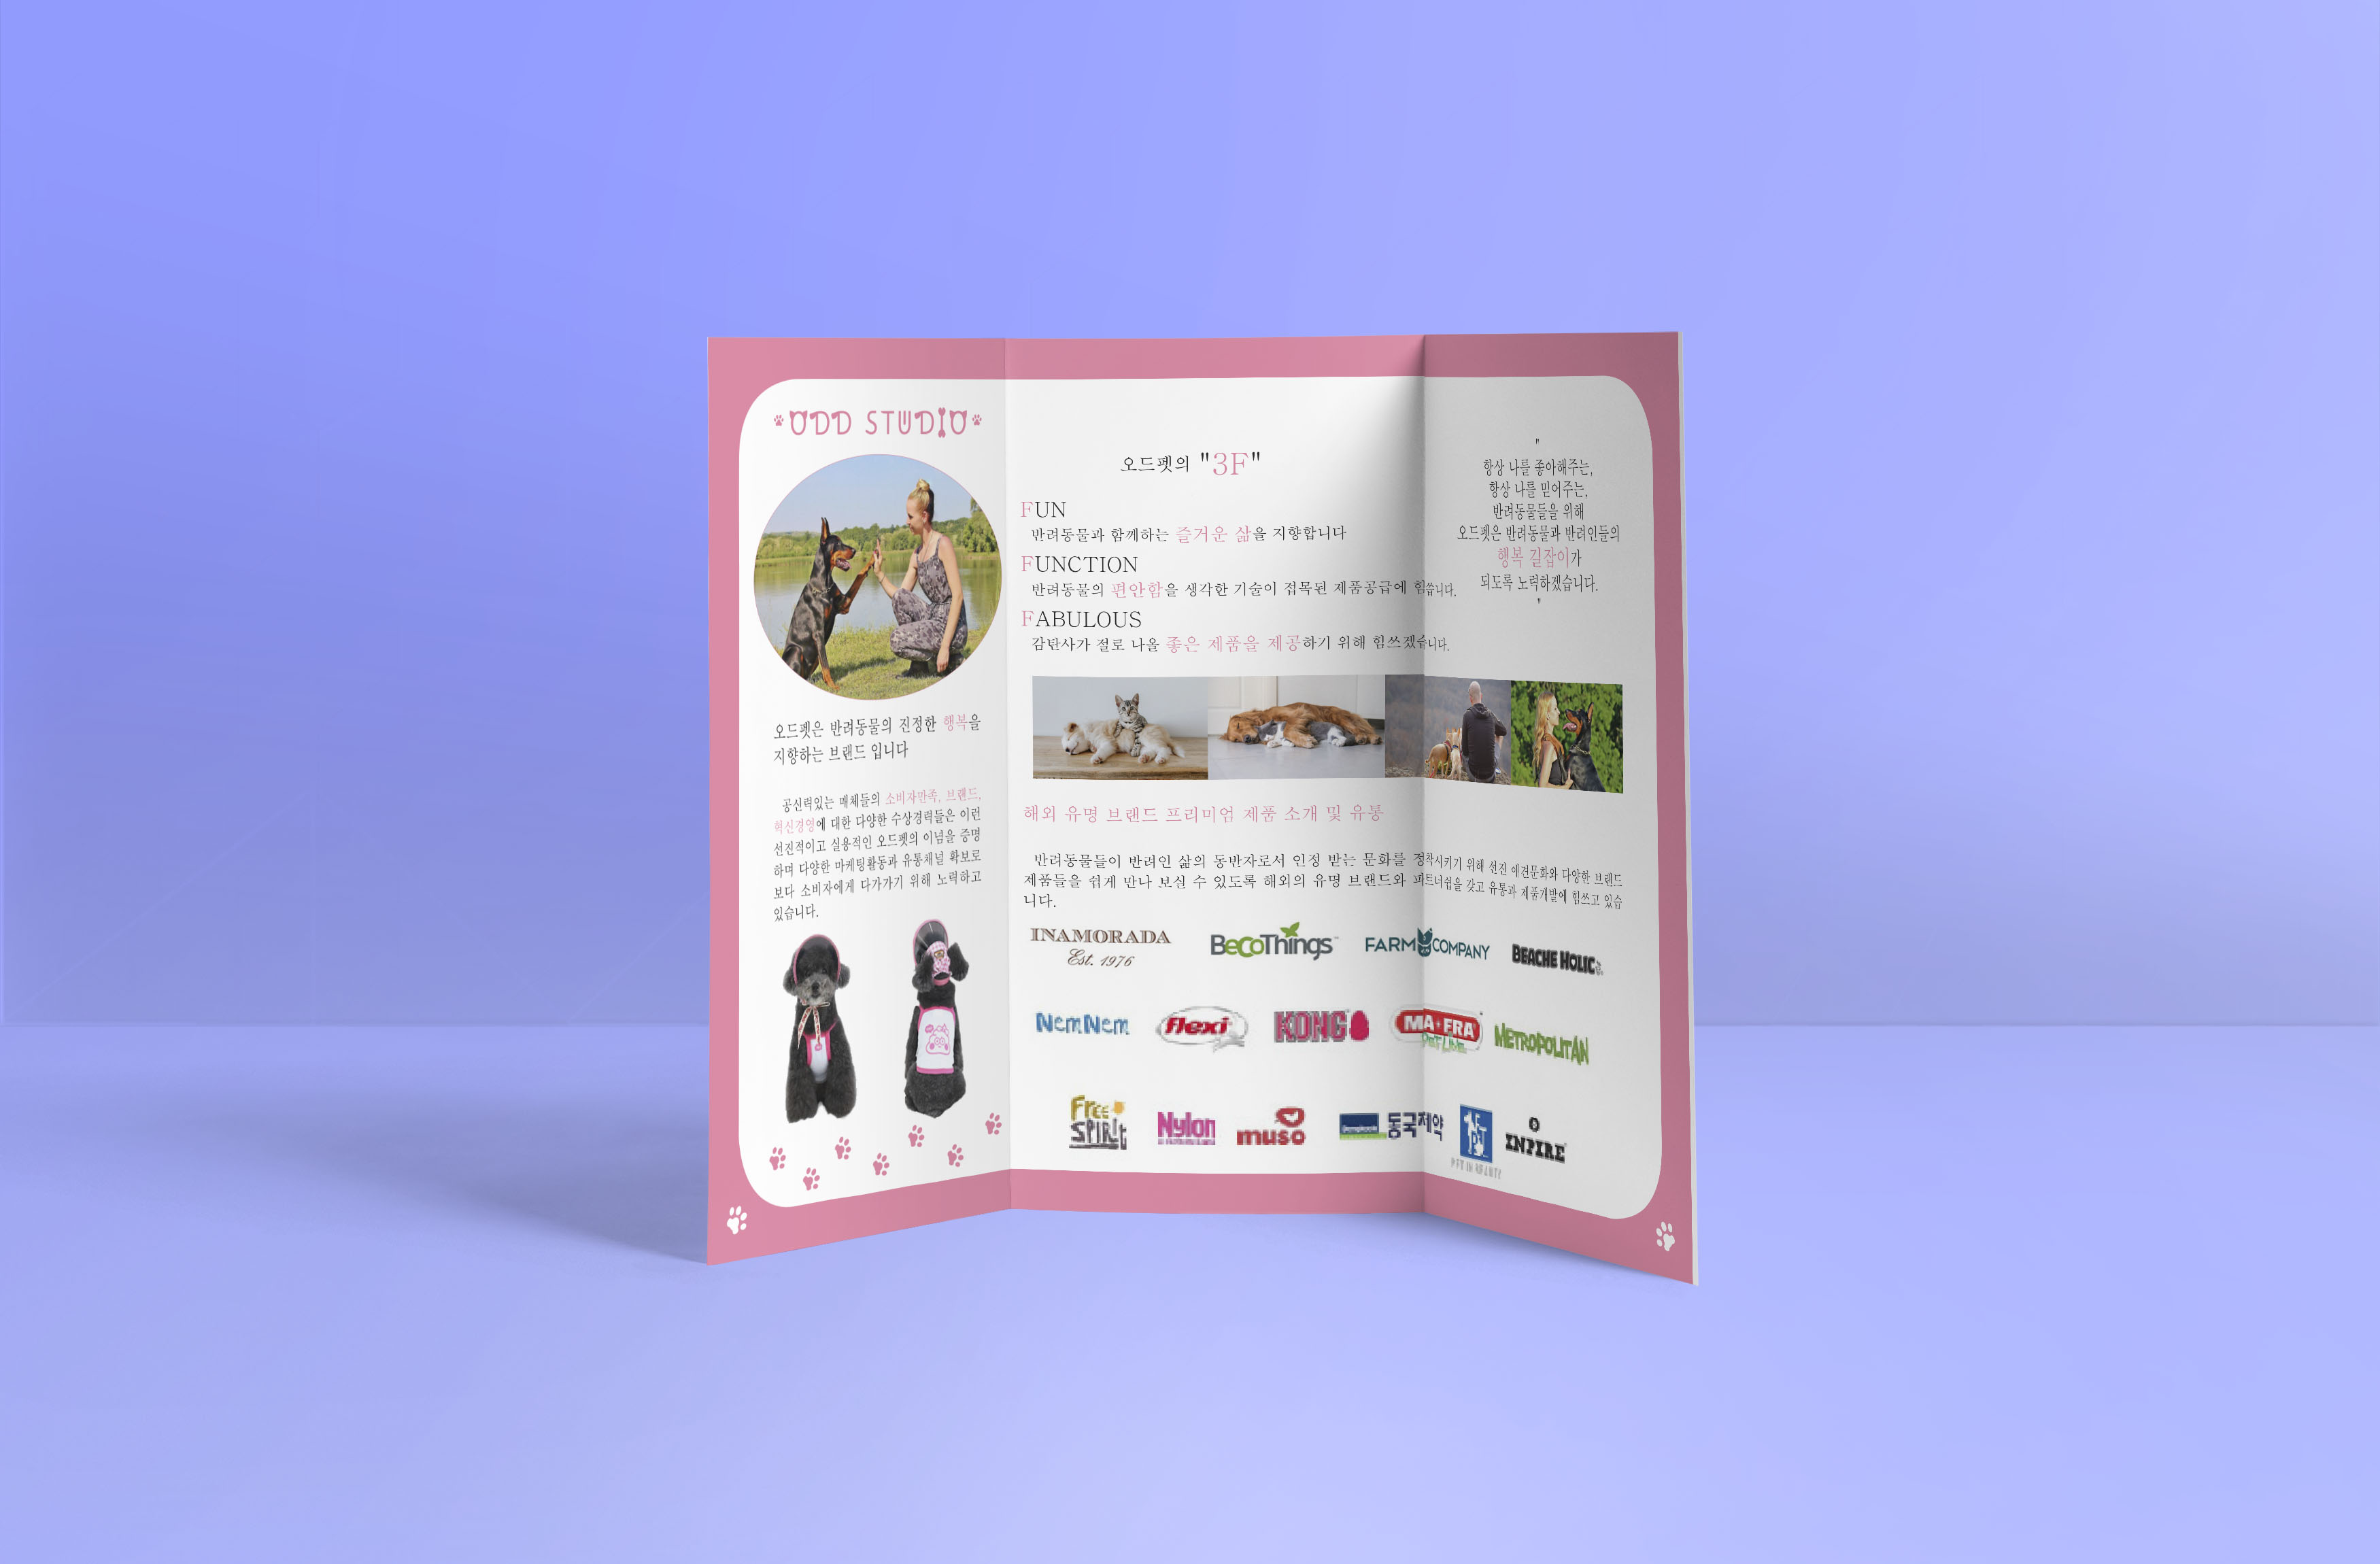 ODD STUDIO
오드펫은 반려동물의 진정한 행복을
지향하는 브랜드 입니다
공신력있는 매체들의 소비자만족, 브랜드,
혁신경영에 대한 다양한 수상경력들은 이런
선진적이고 실용적인 오드펫의 이념을 증명
하며 다양한 마케팅활동과 유통채널 확보로
보다 소비자에게 다가가기 위해 노력하고
있습니다.
오드펫의 "3F"
FUN
반려동물과 함께하는 즐거운 삶을 지향합니다
FUNCTION
반려동물의 편안함을 생각한 기술이 접목된 제품공급에 힘씁니다.
FABULOUS
감탄사가 절로 나올 좋은 제품을 제공하기 위해 힘쓰겠습니다.
"
항상 나를 좋아해주는,
항상 나를 믿어주는,
반려동물들을 위해
오드펫은 반려동물과 반려인들의
행복 길잡이가
되도록 노력하겠습니다.
"
해외 유명 브랜드 프리미엄 제품 소개 및 유통
반려동물들이 반려인 삶의 동반자로서 인정 받는 문화를 정착시키기 위해 선진 애견문화와 다양한 브랜드
제품들을 쉽게 만나 보실 수 있도록 해외의 유명 브랜드와 파트너쉽을 갖고 유통과 제품개발에 힘쓰고 있습
니다.
INAMORADA
Est. 1976
BecoThings
FARM COMPANY
BEACHE HOLIC
NemNem
flexi
KONG
MA-FRA
PET LINE
METROPOLITAN
Free SPIRit
Nylon
muso
동국제약
PET IN BEAUTY
INPIRE